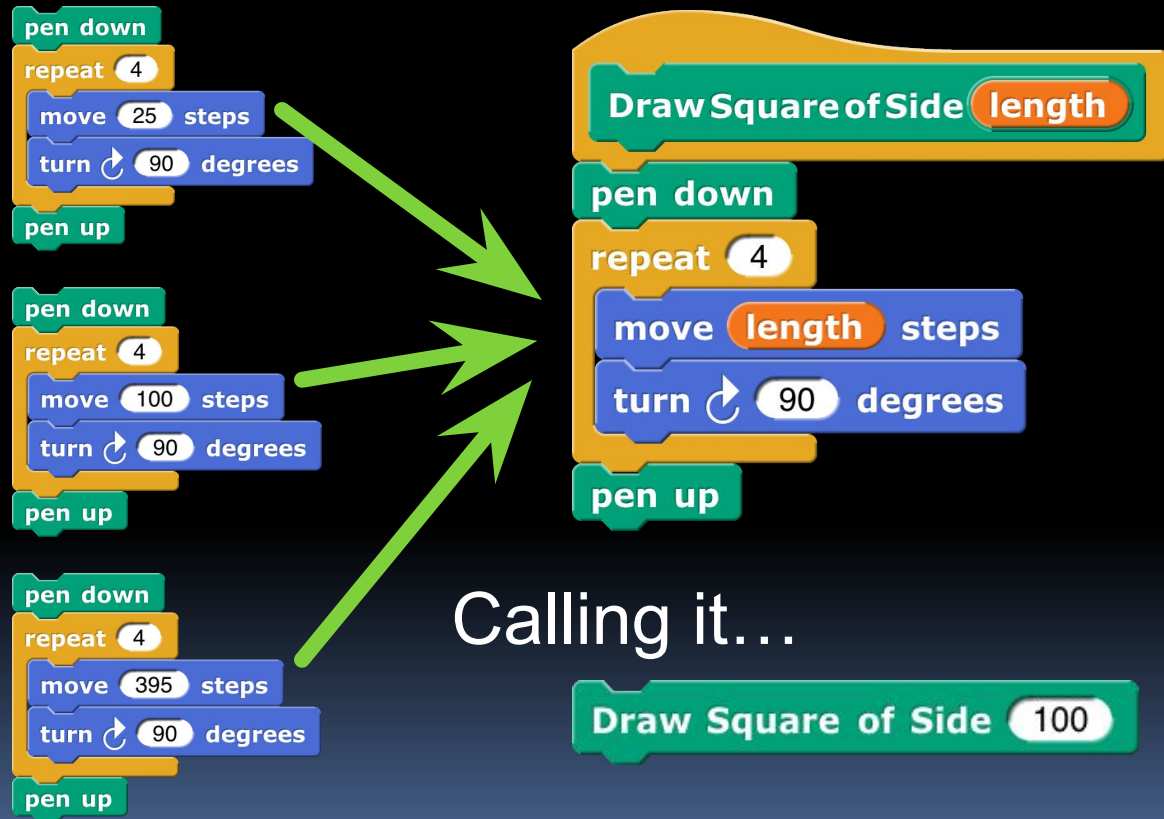 pen down
repeat 4
move 25 steps
turn 90 degrees
pen up
pen down
repeat 4
move 100 steps
turn 90 degrees
pen up
pen down
repeat 4
move 395 steps
turn 90 degrees
pen up
Draw Square of Side length
pen down
repeat 4
move length steps
turn 90 degrees
pen up
Calling it…
Draw Square of Side 100